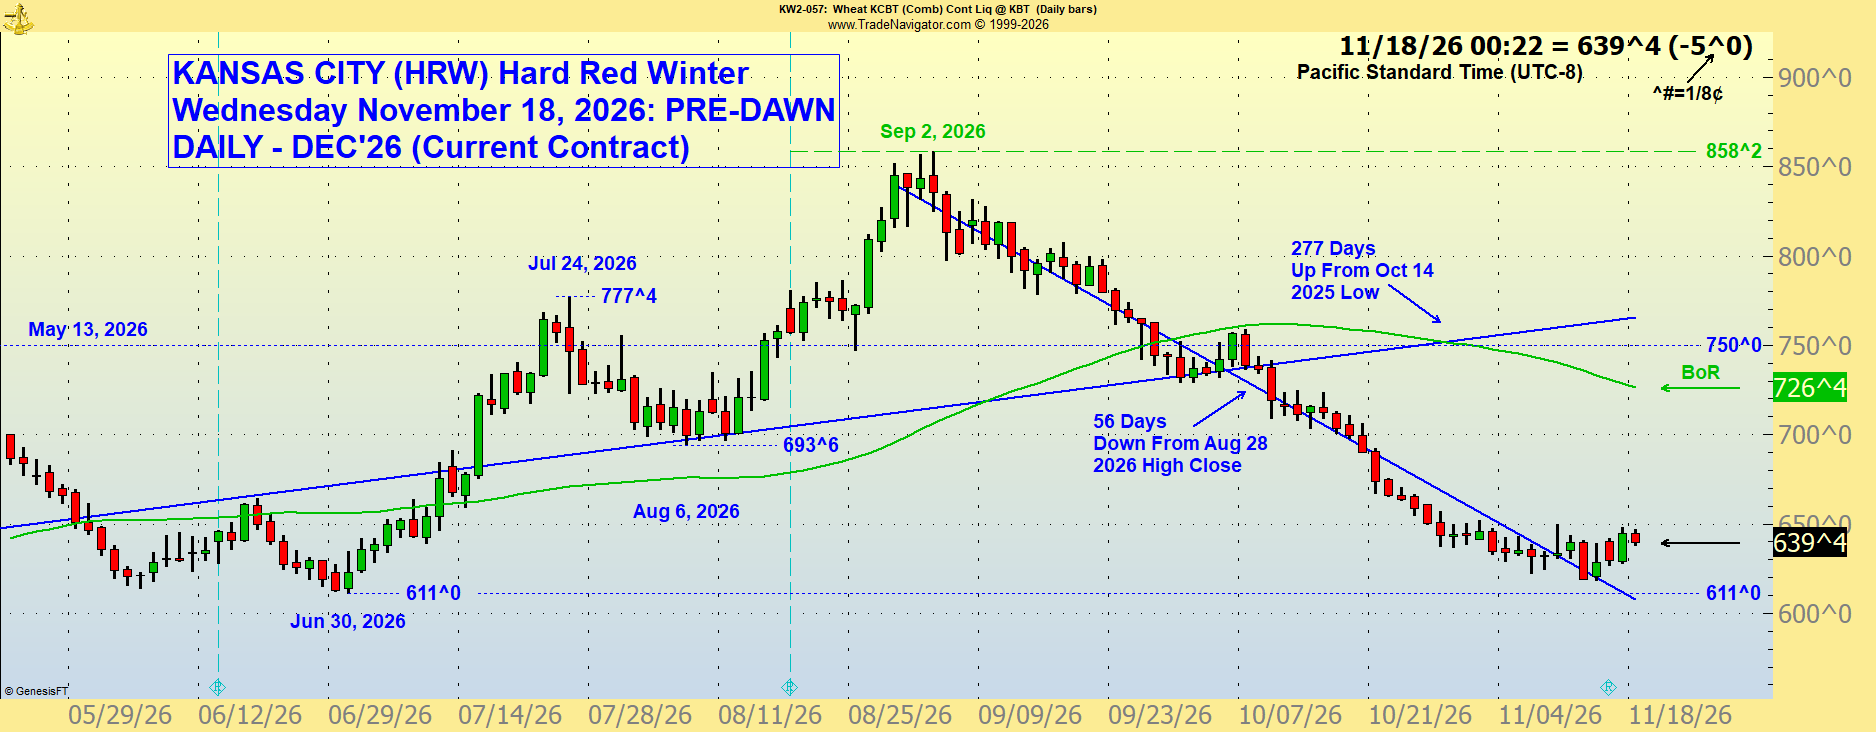 KW2-057: Wheat KCBT (Comb) Cont Liq @ KBT (Daily bars)
www.TradeNavigator.com © 1999-2026
11/18/26 00:22 = 639^4 (-5^0)
Pacific Standard Time (UTC-8)
^#=1/8¢
KANSAS CITY (HRW) Hard Red Winter
Wednesday November 18, 2026: PRE-DAWN
DAILY - DEC'26 (Current Contract)
900^0
Sep 2, 2026
858^2
850^0
277 Days
Up From Oct 14
2025 Low
800^0
Jul 24, 2026
777^4
May 13, 2026
750^0
750^0
BoR
726^4
56 Days
Down From Aug 28
2026 High Close
700^0
693^6
Aug 6, 2026
650^0
639^4
611^0
611^0
600^0
Jun 30, 2026
R
R
R
© GenesisFT
05/29/26
06/12/26
06/29/26
07/14/26
07/28/26
08/11/26
08/25/26
09/09/26
09/23/26
10/07/26
10/21/26
11/04/26
11/18/26